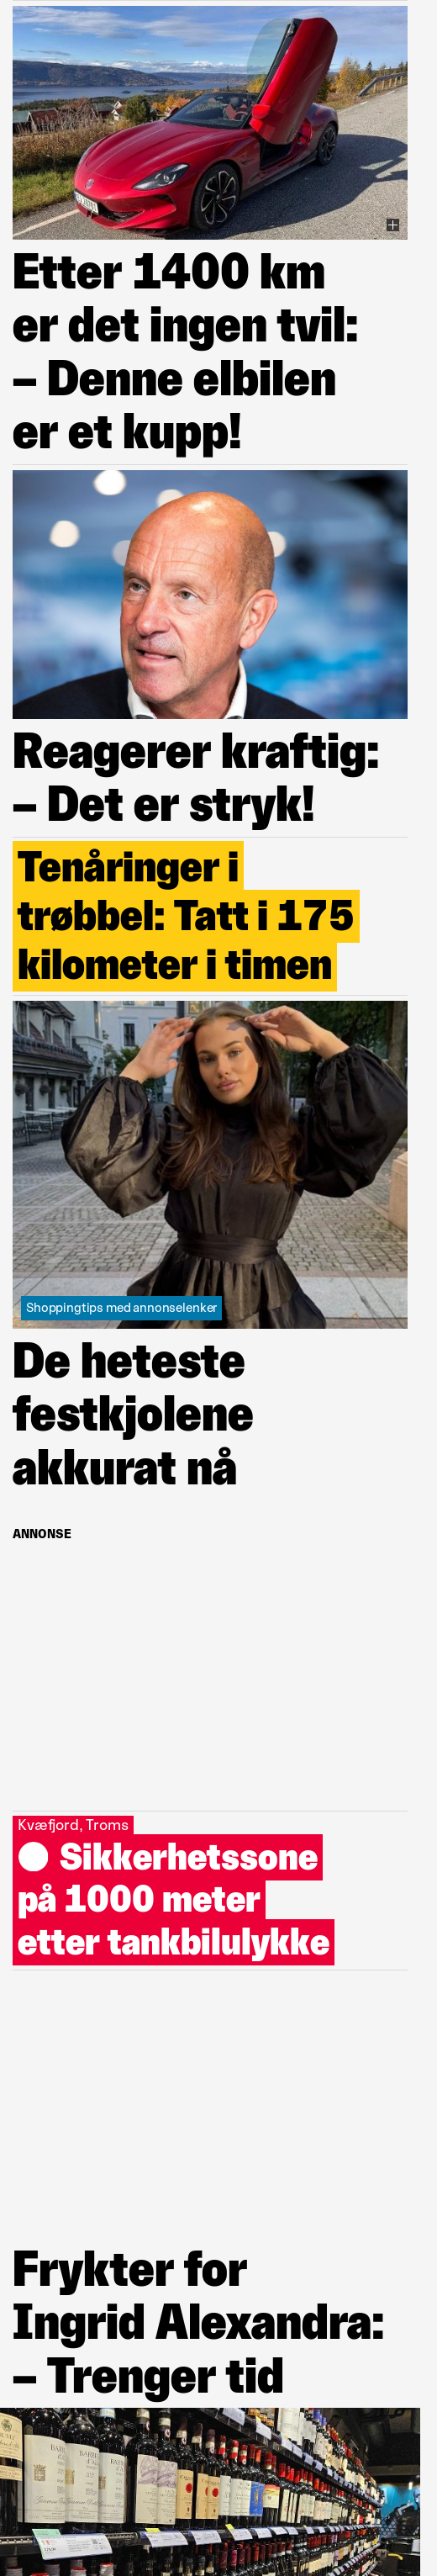 Etter 1400 km
er det ingen tvil:
– Denne elbilen
er et kupp!
Reagerer kraftig:
– Det er stryk!
Tenåringer i
trøbbel: Tatt i 175
kilometer i timen
Shoppingtips med annonselenker
De heteste
festkjolene
akkurat nå
ANNONSE
Kvæfjord, Troms
Sikkerhetssone
på 1000 meter
etter tankbilulykke
Frykter for
Ingrid Alexandra:
– Trenger tid